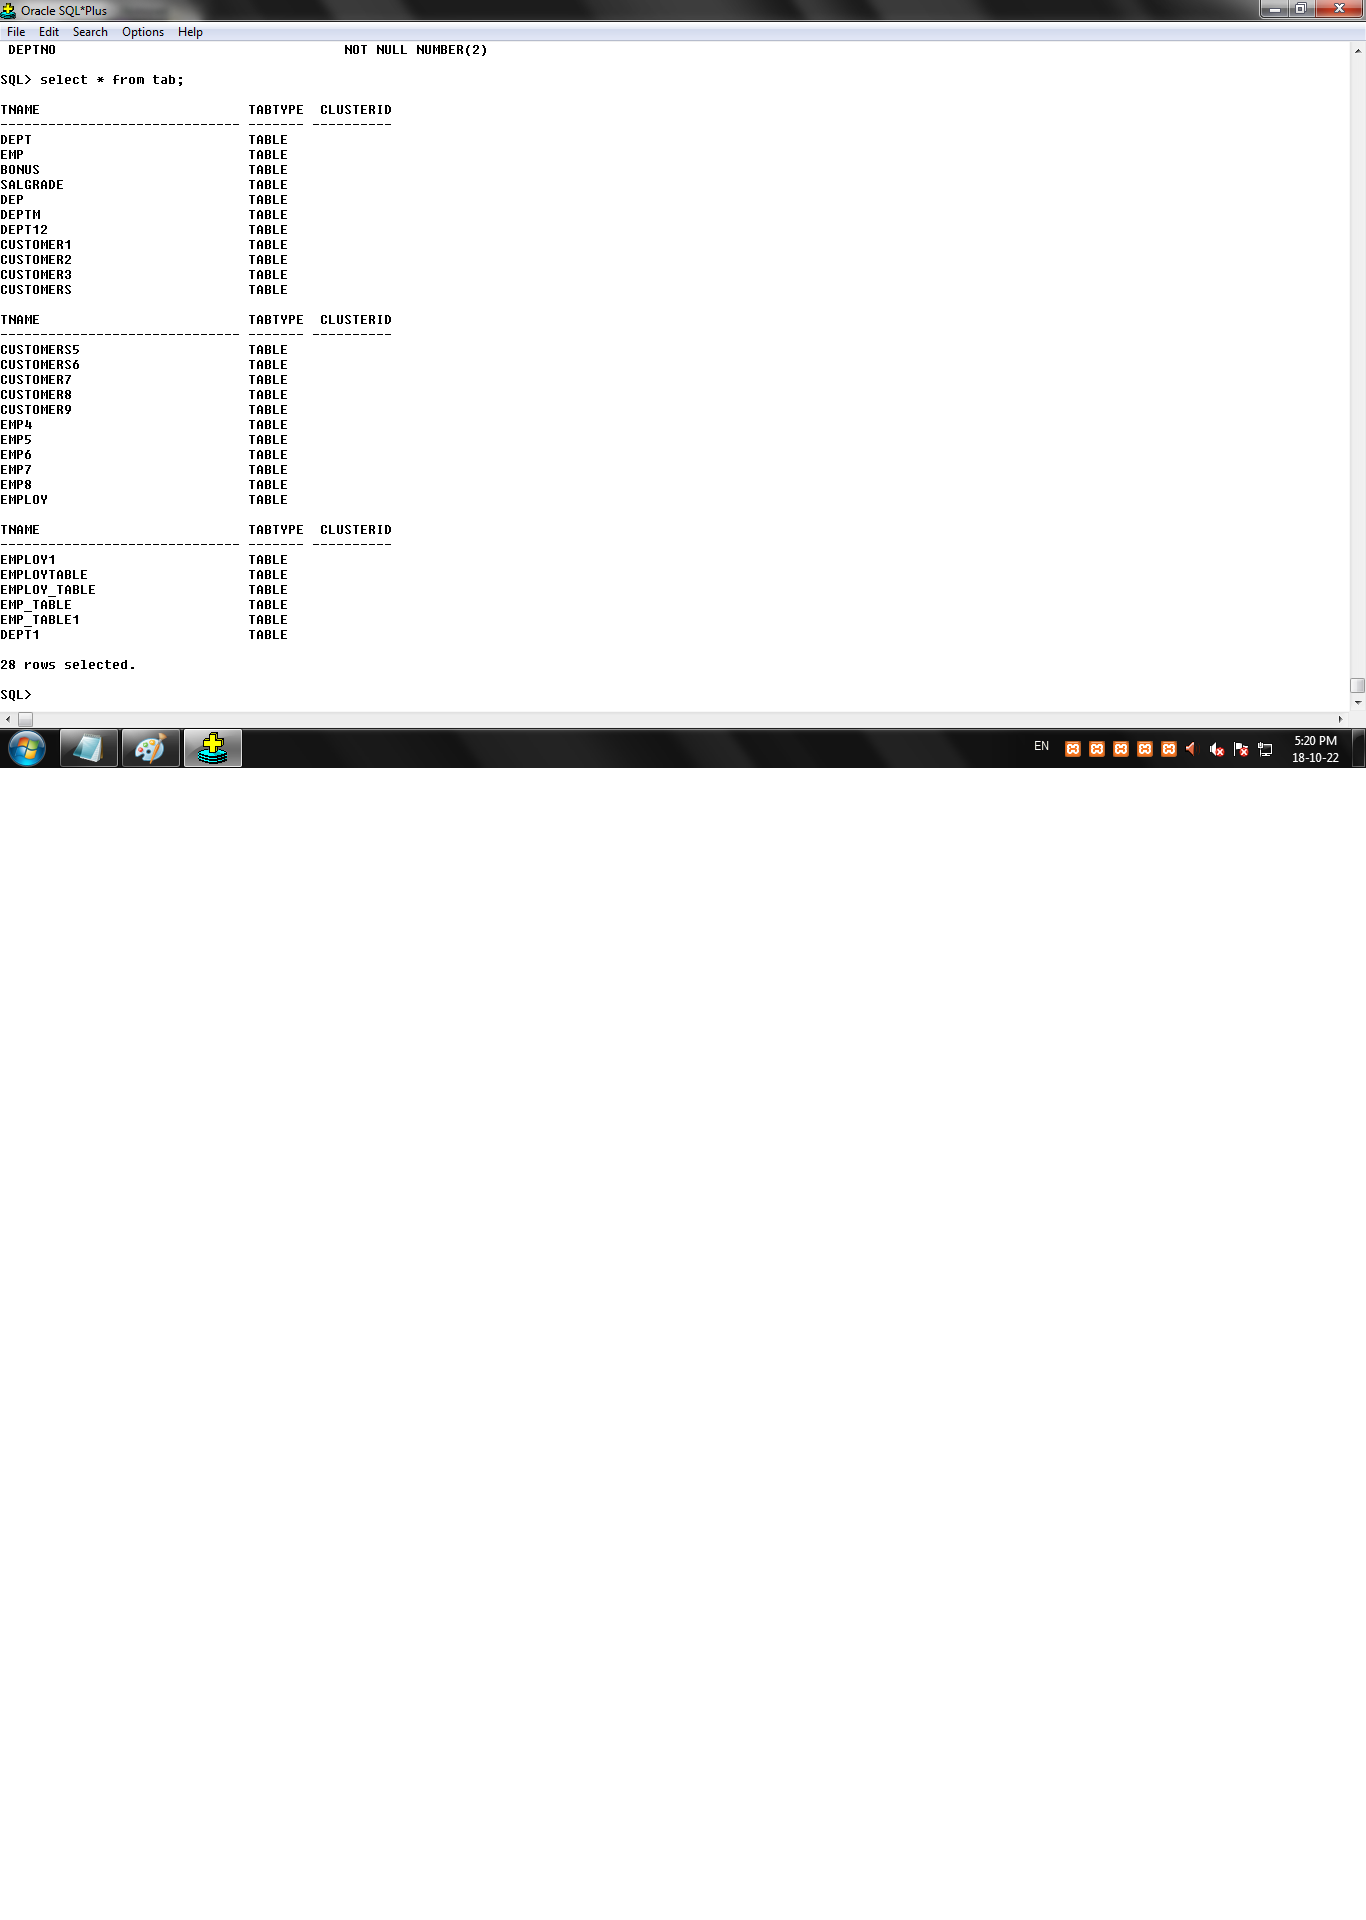 Oracle SQL*Plus
File Edit Search Options Help
DEPTNO NOT NULL NUMBER(2)
SQL> select * from tab;
TNAME TABTYPE CLUSTERID
------------------------------ ------- ----------
DEPT TABLE
EMP TABLE
BONUS TABLE
SALGRADE TABLE
DEP TABLE
DEPTM TABLE
DEPT12 TABLE
CUSTOMER1 TABLE
CUSTOMER2 TABLE
CUSTOMER3 TABLE
CUSTOMERS TABLE
TNAME TABTYPE CLUSTERID
------------------------------ ------- ----------
CUSTOMERS5 TABLE
CUSTOMERS6 TABLE
CUSTOMER7 TABLE
CUSTOMER8 TABLE
CUSTOMER9 TABLE
EMP4 TABLE
EMP5 TABLE
EMP6 TABLE
EMP7 TABLE
EMP8 TABLE
EMPLOY TABLE
TNAME TABTYPE CLUSTERID
------------------------------ ------- ----------
EMPLOY1 TABLE
EMPLOYTABLE TABLE
EMPLOY_TABLE TABLE
EMP_TABLE TABLE
EMP_TABLE1 TABLE
DEPT1 TABLE
28 rows selected.
SQL>
EN
5:20 PM
18-10-22